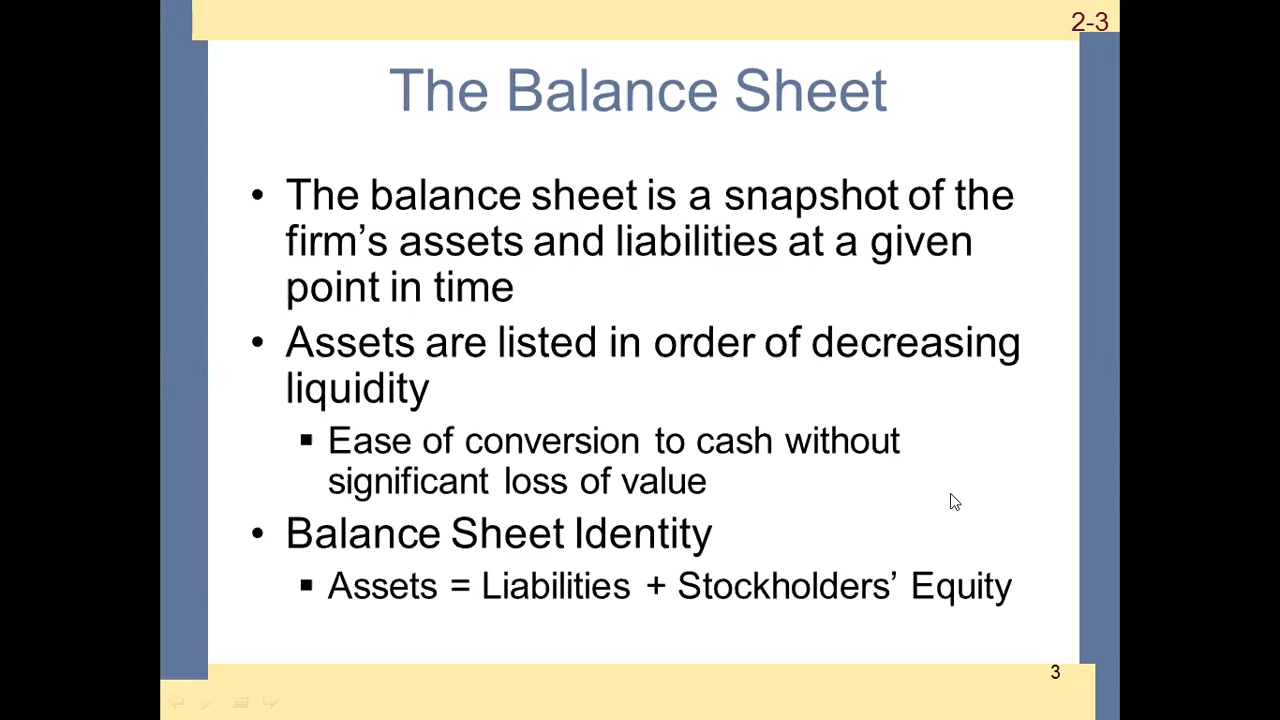 2-3
The Balance Sheet
• The balance sheet is a snapshot of the
firm’s assets and liabilities at a given
point in time
• Assets are listed in order of decreasing
liquidity
▪ Ease of conversion to cash without
significant loss of value
• Balance Sheet Identity
▪ Assets = Liabilities + Stockholders’ Equity
3